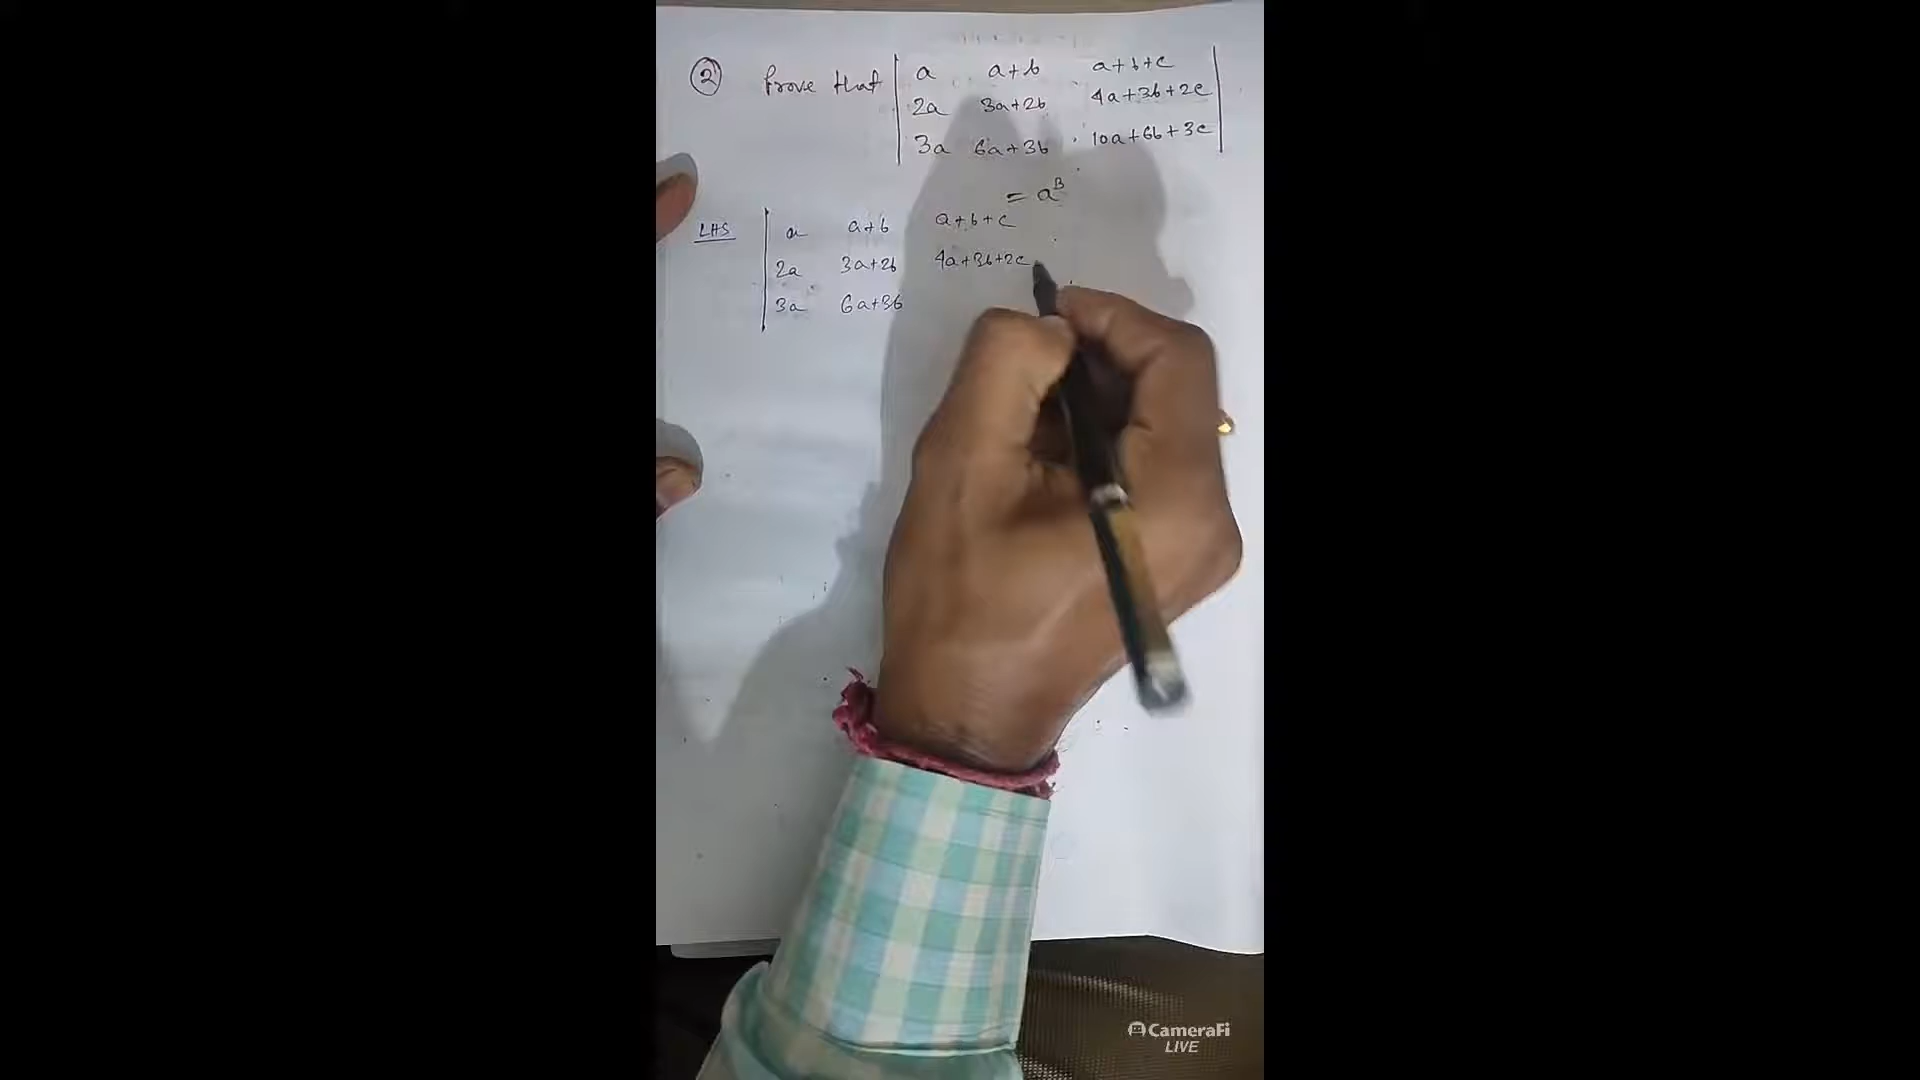 ② Prove that | a a+b a+b+c |
2a 3a+2b 4a+3b+2c
3a 6a+3b 10a+6b+3c
= a³
LHS | a a+b a+b+c
2a 3a+2b 4a+3b+2c
3a 6a+3b
CameraFi
LIVE